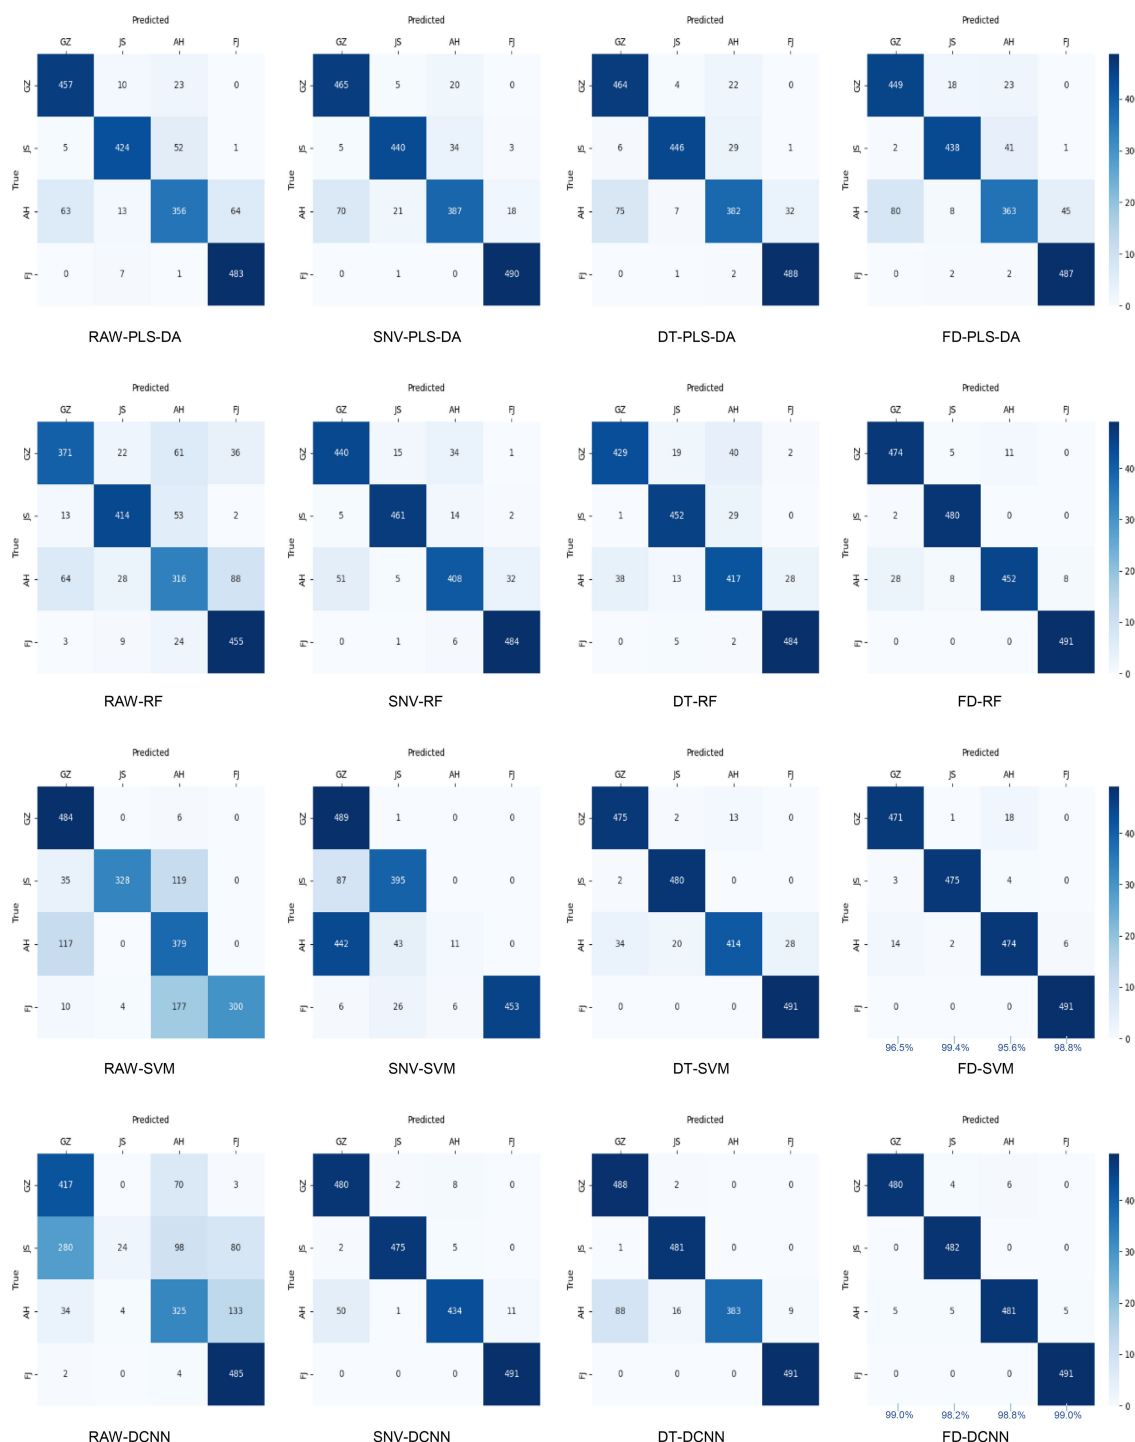 Predicted Predicted Predicted Predicted
GZ JS AH FJ GZ JS AH FJ GZ JS AH FJ GZ JS AH FJ
GZ 457 10 23 0 GZ 465 5 20 0 GZ 464 4 22 0 GZ 449 18 23 0 40
JS 5 424 52 1 JS 5 440 34 3 JS 6 446 29 1 JS 2 438 41 1 30
True True True True 20
AH 63 13 356 64 AH 70 21 387 18 AH 75 7 382 32 AH 80 8 363 45 10
FJ 0 7 1 483 FJ 0 1 0 490 FJ 0 1 2 488 FJ 0 2 2 487 0
RAW-PLS-DA SNV-PLS-DA DT-PLS-DA FD-PLS-DA
Predicted Predicted Predicted Predicted
GZ JS AH FJ GZ JS AH FJ GZ JS AH FJ GZ JS AH FJ
GZ 371 22 61 36 GZ 440 15 34 1 GZ 429 19 40 2 GZ 474 5 11 0 40
JS 13 414 53 2 JS 5 461 14 2 JS 1 452 29 0 JS 2 480 0 0 30
True True True True 20
AH 64 28 316 88 AH 51 5 408 32 AH 38 13 417 28 AH 28 8 452 8 10
FJ 3 9 24 455 FJ 0 1 6 484 FJ 0 5 2 484 FJ 0 0 0 491 0
RAW-RF SNV-RF DT-RF FD-RF
Predicted Predicted Predicted Predicted
GZ JS AH FJ GZ JS AH FJ GZ JS AH FJ GZ JS AH FJ
GZ 484 0 6 0 GZ 489 1 0 0 GZ 475 2 13 0 GZ 471 1 18 0 40
JS 35 328 119 0 JS 87 395 0 0 JS 2 480 0 0 JS 3 475 4 0 30
True True True True 20
AH 117 0 379 0 AH 442 43 11 0 AH 34 20 414 28 AH 14 2 474 6 10
FJ 10 4 177 300 FJ 6 26 6 453 FJ 0 0 0 491 FJ 0 0 0 491 0
96.5% 99.4% 95.6% 98.8%
RAW-SVM SNV-SVM DT-SVM FD-SVM
Predicted Predicted Predicted Predicted
GZ JS AH FJ GZ JS AH FJ GZ JS AH FJ GZ JS AH FJ
GZ 417 0 70 3 GZ 480 2 8 0 GZ 488 2 0 0 GZ 480 4 6 0 40
JS 280 24 98 80 JS 2 475 5 0 JS 1 481 0 0 JS 0 482 0 0 30
True True True True 20
AH 34 4 325 133 AH 50 1 434 11 AH 88 16 383 9 AH 5 5 481 5 10
FJ 2 0 4 485 FJ 0 0 0 491 FJ 0 0 0 491 FJ 0 0 0 491 0
99.0% 98.2% 98.8% 99.0%
RAW-DCNN SNV-DCNN DT-DCNN FD-DCNN